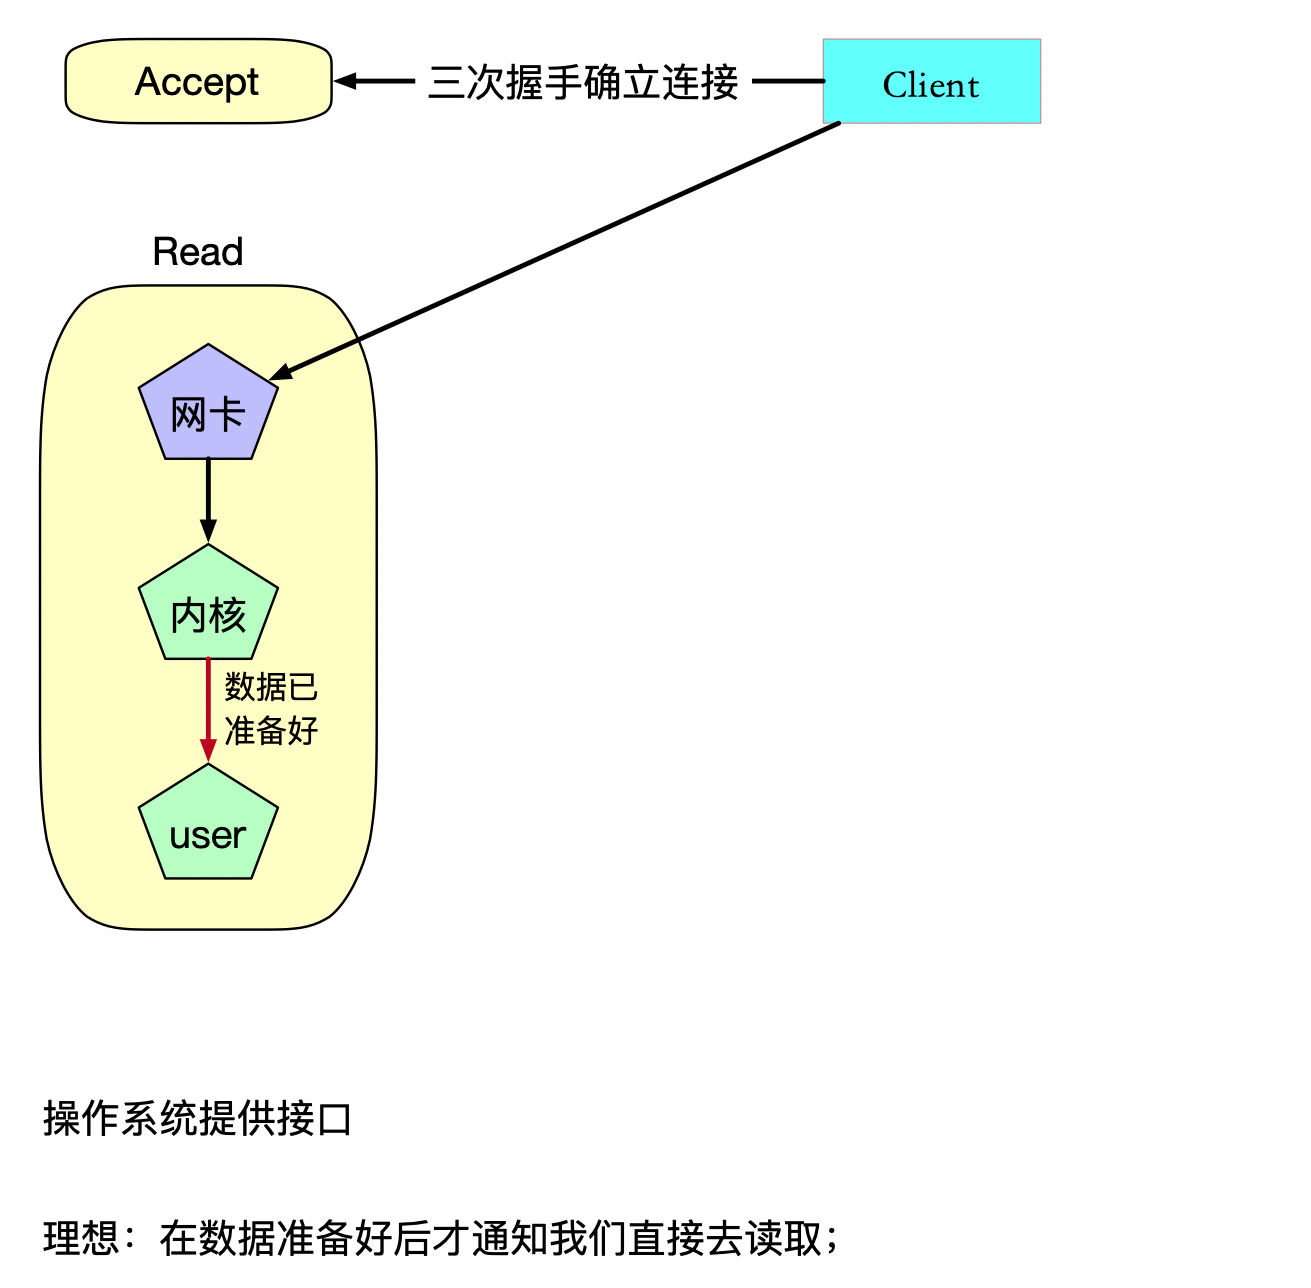 Accept
三次握手确立连接
Client
Read
网卡
内核
数据已
准备好
user
操作系统提供接口
理想：在数据准备好后才通知我们直接去读取；